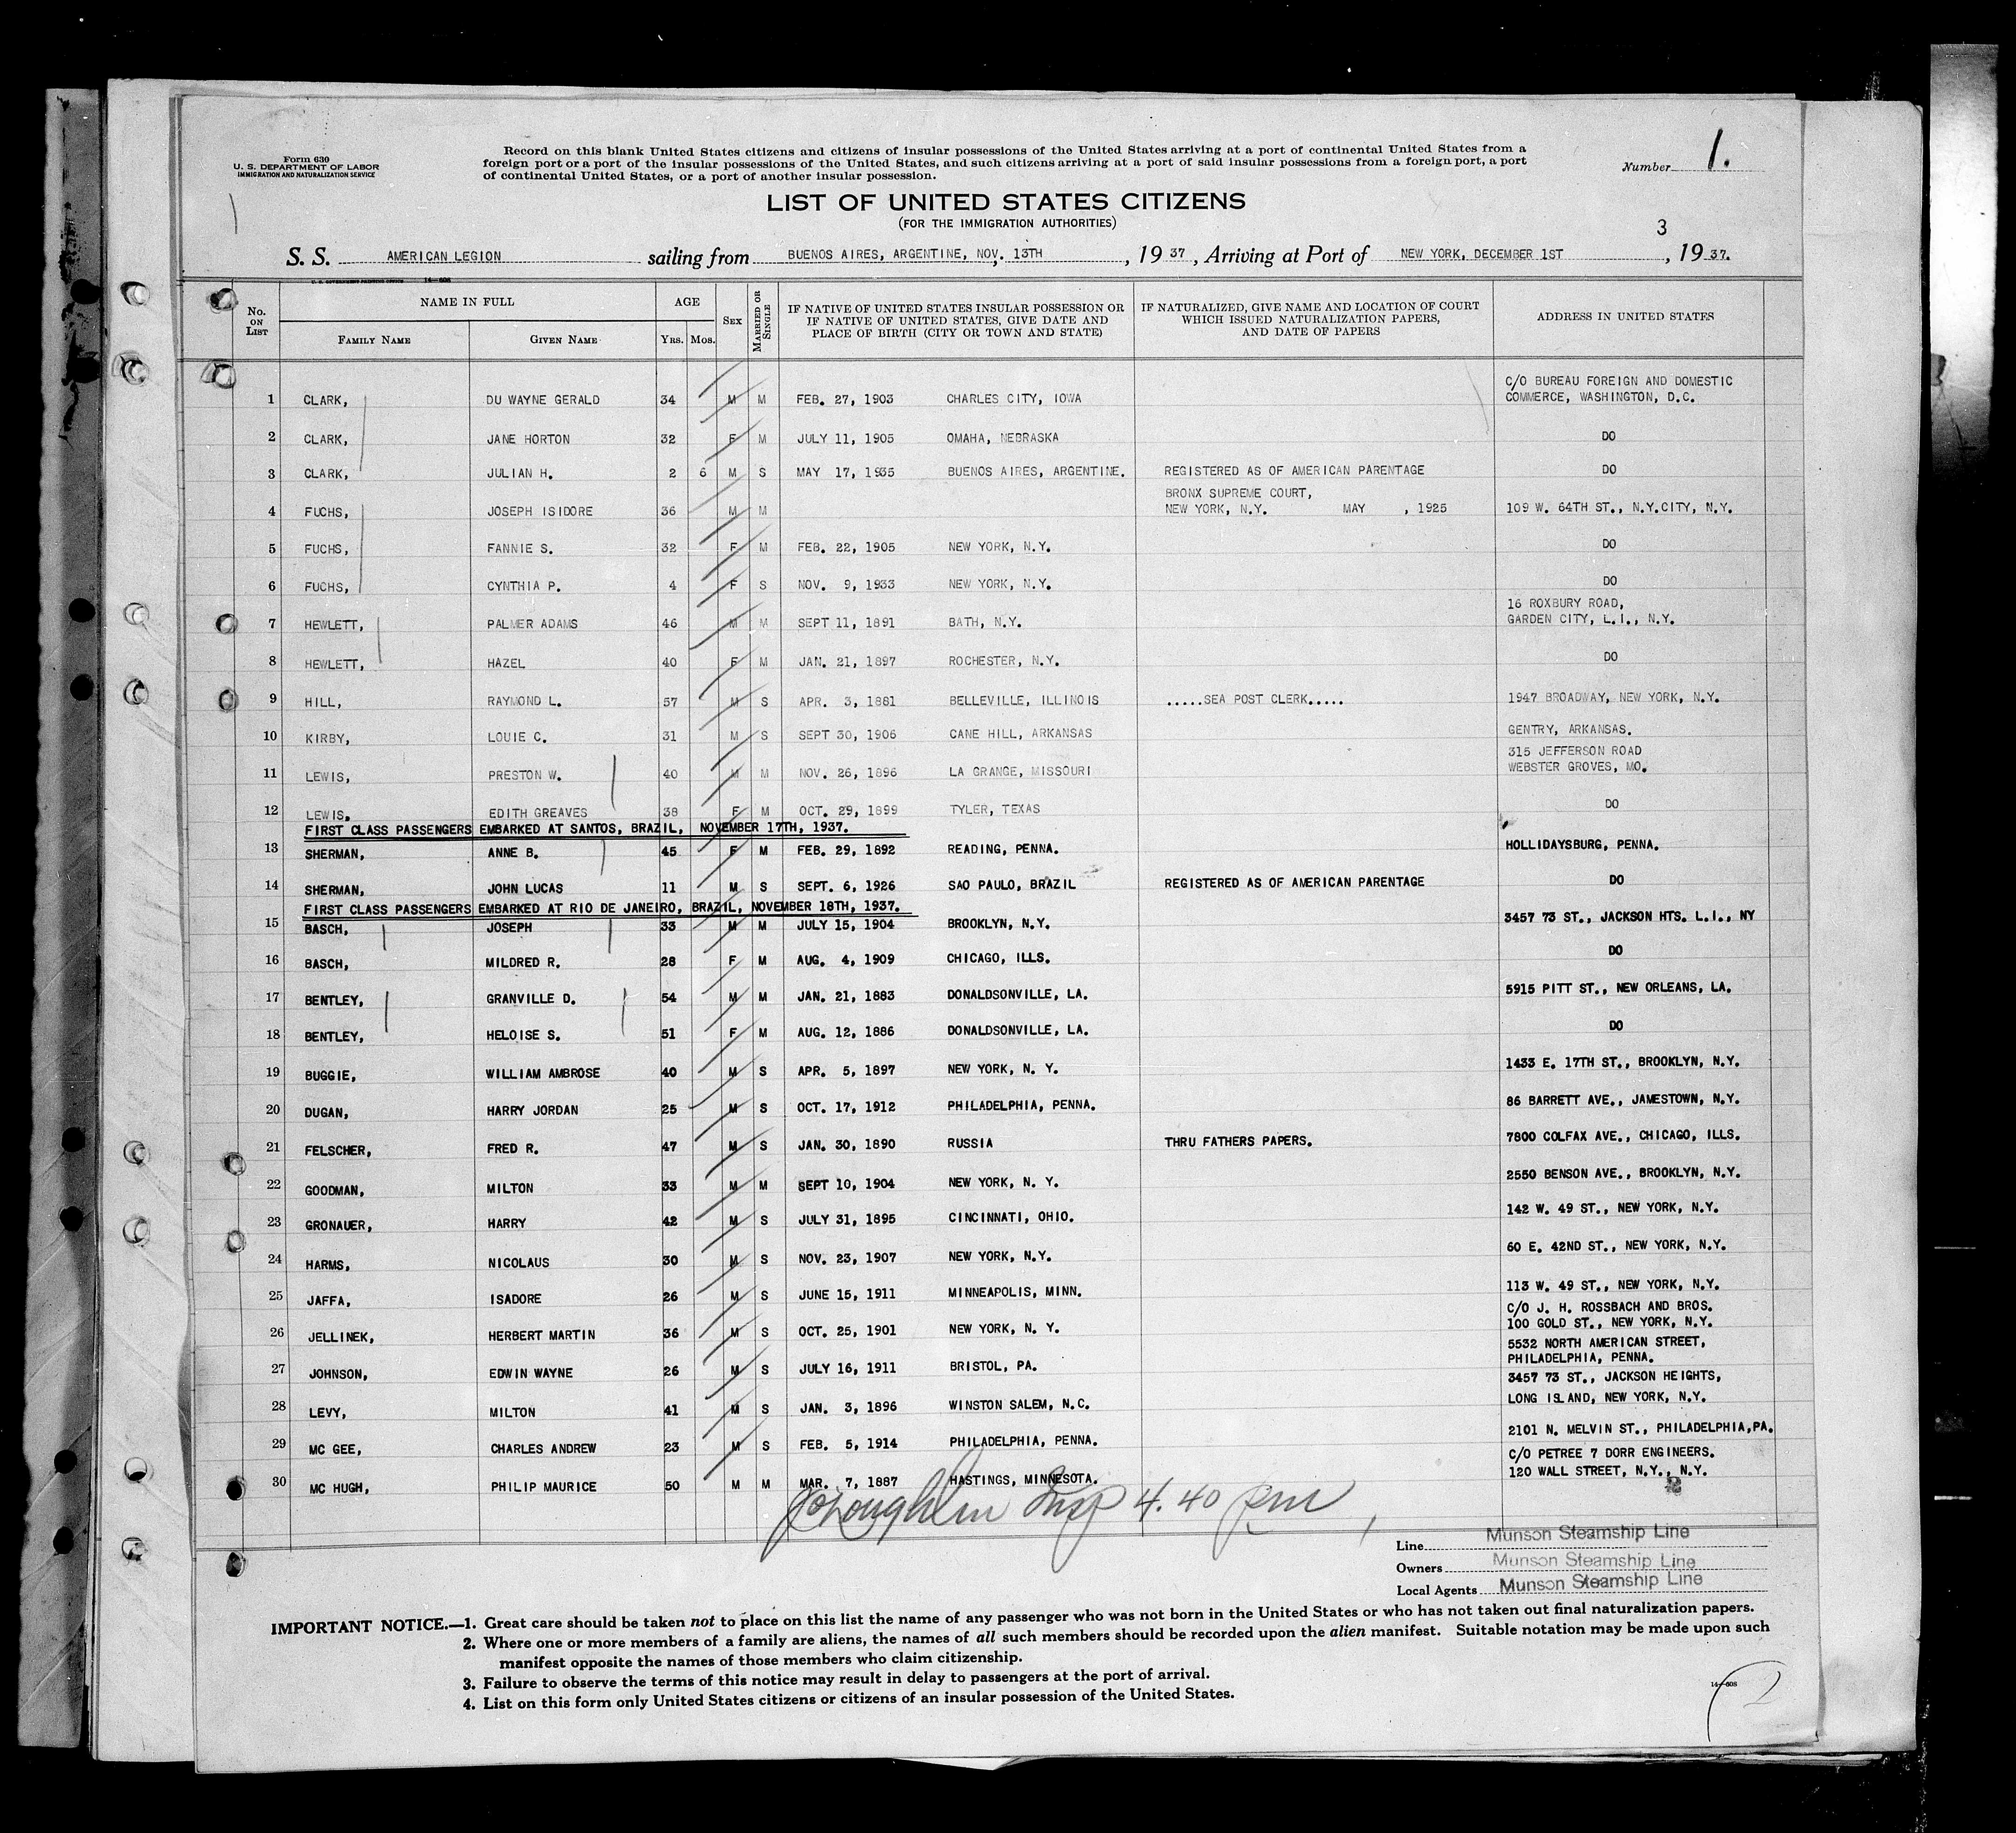 Form 630
U. S. DEPARTMENT OF LABOR
IMMIGRATION AND NATURALIZATION SERVICE
Record on this blank United States citizens and citizens of insular possessions of the United States arriving at a port of continental United States from a
foreign port or a port of the insular possessions of the United States, and such citizens arriving at a port of said insular possessions from a foreign port, a port
of continental United States, or a port of another insular possession.
Number 1.
LIST OF UNITED STATES CITIZENS
(FOR THE IMMIGRATION AUTHORITIES)
3
S. S. AMERICAN LEGION sailing from BUENOS AIRES, ARGENTINE, NOV. 13TH, 1937, Arriving at Port of NEW YORK, DECEMBER 1ST, 1937.
U. S. GOVERNMENT PRINTING OFFICE 14—608
No. ON LIST NAME IN FULL AGE SEX MARRIED OR SINGLE IF NATIVE OF UNITED STATES INSULAR POSSESSION OR IF NATIVE OF UNITED STATES, GIVE DATE AND PLACE OF BIRTH (CITY OR TOWN AND STATE) IF NATURALIZED, GIVE NAME AND LOCATION OF COURT WHICH ISSUED NATURALIZATION PAPERS, AND DATE OF PAPERS ADDRESS IN UNITED STATES
FAMILY NAME GIVEN NAME YRS. MOS.
C/O BUREAU FOREIGN AND DOMESTIC
1 CLARK, DU WAYNE GERALD 34 M M FEB. 27, 1903 CHARLES CITY, IOWA COMMERCE, WASHINGTON, D.C.
2 CLARK, JANE HORTON 32 F M JULY 11, 1905 OMAHA, NEBRASKA DO
3 CLARK, JULIAN H. 2 6 M S MAY 17, 1935 BUENOS AIRES, ARGENTINE. REGISTERED AS OF AMERICAN PARENTAGE DO
BRONX SUPREME COURT,
4 FUCHS, JOSEPH ISIDORE 36 M M NEW YORK, N.Y. MAY , 1925 109 W. 64TH ST., N.Y.CITY, N.Y.
5 FUCHS, FANNIE S. 32 F M FEB. 22, 1905 NEW YORK, N.Y. DO
6 FUCHS, CYNTHIA P. 4 F S NOV. 9, 1933 NEW YORK, N.Y. DO
16 ROXBURY ROAD,
7 HEWLETT, PALMER ADAMS 46 M M SEPT 11, 1891 BATH, N.Y. GARDEN CITY, L.I., N.Y.
8 HEWLETT, HAZEL 40 F M JAN. 21, 1897 ROCHESTER, N.Y. DO
9 HILL, RAYMOND L. 57 M S APR. 3, 1881 BELLEVILLE, ILLINOIS .....SEA POST CLERK..... 1947 BROADWAY, NEW YORK, N.Y.
10 KIRBY, LOUIE C. 31 M S SEPT 30, 1906 CANE HILL, ARKANSAS GENTRY, ARKANSAS.
315 JEFFERSON ROAD
11 LEWIS, PRESTON W. 40 M M NOV. 26, 1896 LA GRANGE, MISSOURI WEBSTER GROVES, MO.
12 LEWIS, EDITH GREAVES 38 F M OCT. 29, 1899 TYLER, TEXAS DO
FIRST CLASS PASSENGERS EMBARKED AT SANTOS, BRAZIL, NOVEMBER 17TH, 1937.
13 SHERMAN, ANNE B. 45 F M FEB. 29, 1892 READING, PENNA. HOLLIDAYSBURG, PENNA.
14 SHERMAN, JOHN LUCAS 11 M S SEPT. 6, 1926 SAO PAULO, BRAZIL REGISTERED AS OF AMERICAN PARENTAGE DO
FIRST CLASS PASSENGERS EMBARKED AT RIO DE JANEIRO, BRAZIL, NOVEMBER 18TH, 1937.
15 BASCH, JOSEPH 33 M M JULY 15, 1904 BROOKLYN, N.Y. 3457 73 ST., JACKSON HTS. L.I., NY
16 BASCH, MILDRED R. 28 F M AUG. 4, 1909 CHICAGO, ILLS. DO
17 BENTLEY, GRANVILLE D. 54 M M JAN. 21, 1883 DONALDSONVILLE, LA. 5915 PITT ST., NEW ORLEANS, LA.
18 BENTLEY, HELOISE S. 51 F M AUG. 12, 1886 DONALDSONVILLE, LA. DO
19 BUGGIE, WILLIAM AMBROSE 40 M S APR. 5, 1897 NEW YORK, N. Y. 1433 E. 17TH ST., BROOKLYN, N.Y.
20 DUGAN, HARRY JORDAN 25 M S OCT. 17, 1912 PHILADELPHIA, PENNA. 86 BARRETT AVE., JAMESTOWN, N.Y.
21 FELSCHER, FRED R. 47 M S JAN. 30, 1890 RUSSIA THRU FATHERS PAPERS. 7800 COLFAX AVE., CHICAGO, ILLS.
22 GOODMAN, MILTON 33 M M SEPT 10, 1904 NEW YORK, N. Y. 2550 BENSON AVE., BROOKLYN, N.Y.
23 GRONAUER, HARRY 42 M S JULY 31, 1895 CINCINNATI, OHIO. 142 W. 49 ST., NEW YORK, N.Y.
24 HARMS, NICOLAUS 30 M S NOV. 23, 1907 NEW YORK, N.Y. 60 E. 42ND ST., NEW YORK, N.Y.
25 JAFFA, ISADORE 26 M S JUNE 15, 1911 MINNEAPOLIS, MINN. 113 W. 49 ST., NEW YORK, N.Y.
C/O J. H. ROSSBACH AND BROS.
26 JELLINEK, HERBERT MARTIN 36 M S OCT. 25, 1901 NEW YORK, N. Y. 100 GOLD ST., NEW YORK, N.Y.
5532 NORTH AMERICAN STREET,
27 JOHNSON, EDWIN WAYNE 26 M S JULY 16, 1911 BRISTOL, PA. PHILADELPHIA, PENNA.
3457 73 ST., JACKSON HEIGHTS,
28 LEVY, MILTON 41 M S JAN. 3, 1896 WINSTON SALEM, N.C. LONG ISLAND, NEW YORK, N.Y.
29 MC GEE, CHARLES ANDREW 23 M S FEB. 5, 1914 PHILADELPHIA, PENNA. 2101 N. MELVIN ST., PHILADELPHIA,PA.
C/O PETREE 7 DORR ENGINEERS.
30 MC HUGH, PHILIP MAURICE 50 M M MAR. 7, 1887 HASTINGS, MINNESOTA. 120 WALL STREET, N.Y., N.Y.
2
Insp 4.40 pm
Line Munson Steamship Line
Owners Munson Steamship Line
Local Agents Munson Steamship Line
IMPORTANT NOTICE.—1. Great care should be taken not to place on this list the name of any passenger who was not born in the United States or who has not taken out final naturalization papers.
2. Where one or more members of a family are aliens, the names of all such members should be recorded upon the alien manifest. Suitable notation may be made upon such
manifest opposite the names of those members who claim citizenship.
3. Failure to observe the terms of this notice may result in delay to passengers at the port of arrival.
4. List on this form only United States citizens or citizens of an insular possession of the United States.
14—608